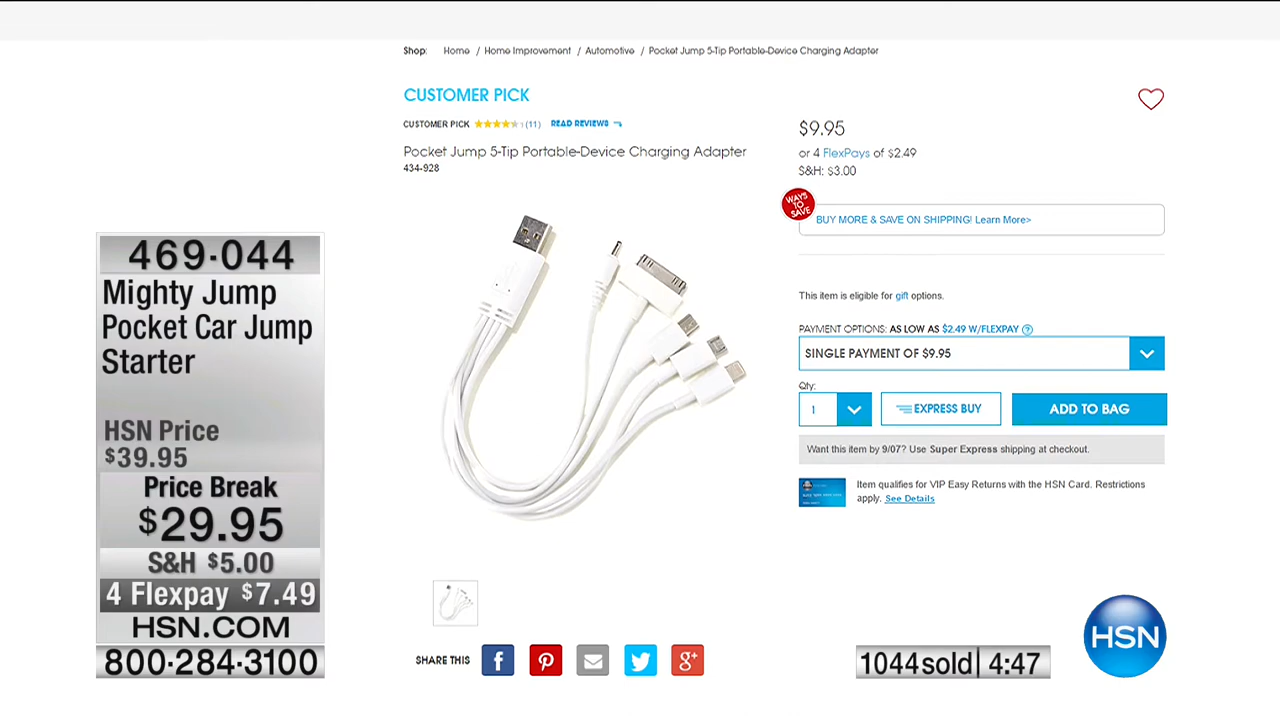 Shop: Home / Home Improvement / Automotive / Pocket Jump 5-Tip Portable-Device Charging Adapter
CUSTOMER PICK
CUSTOMER PICK (11) READ REVIEWS
Pocket Jump 5-Tip Portable-Device Charging Adapter
434-928
$9.95
or 4 FlexPays of $2.49
S&H: $3.00
WAYS TO SAVE
BUY MORE & SAVE ON SHIPPING! Learn More>
This item is eligible for gift options.
PAYMENT OPTIONS: AS LOW AS $2.49 W/FLEXPAY ?
SINGLE PAYMENT OF $9.95
Qty:
1
EXPRESS BUY
ADD TO BAG
Want this item by 9/07? Use Super Express shipping at checkout.
Item qualifies for VIP Easy Returns with the HSN Card. Restrictions
apply. See Details
469-044
Mighty Jump
Pocket Car Jump
Starter
HSN Price
$39.95
Price Break
$29.95
S&H $5.00
4 Flexpay $7.49
HSN.COM
800-284-3100
SHARE THIS
1044 sold | 4:47
HSN